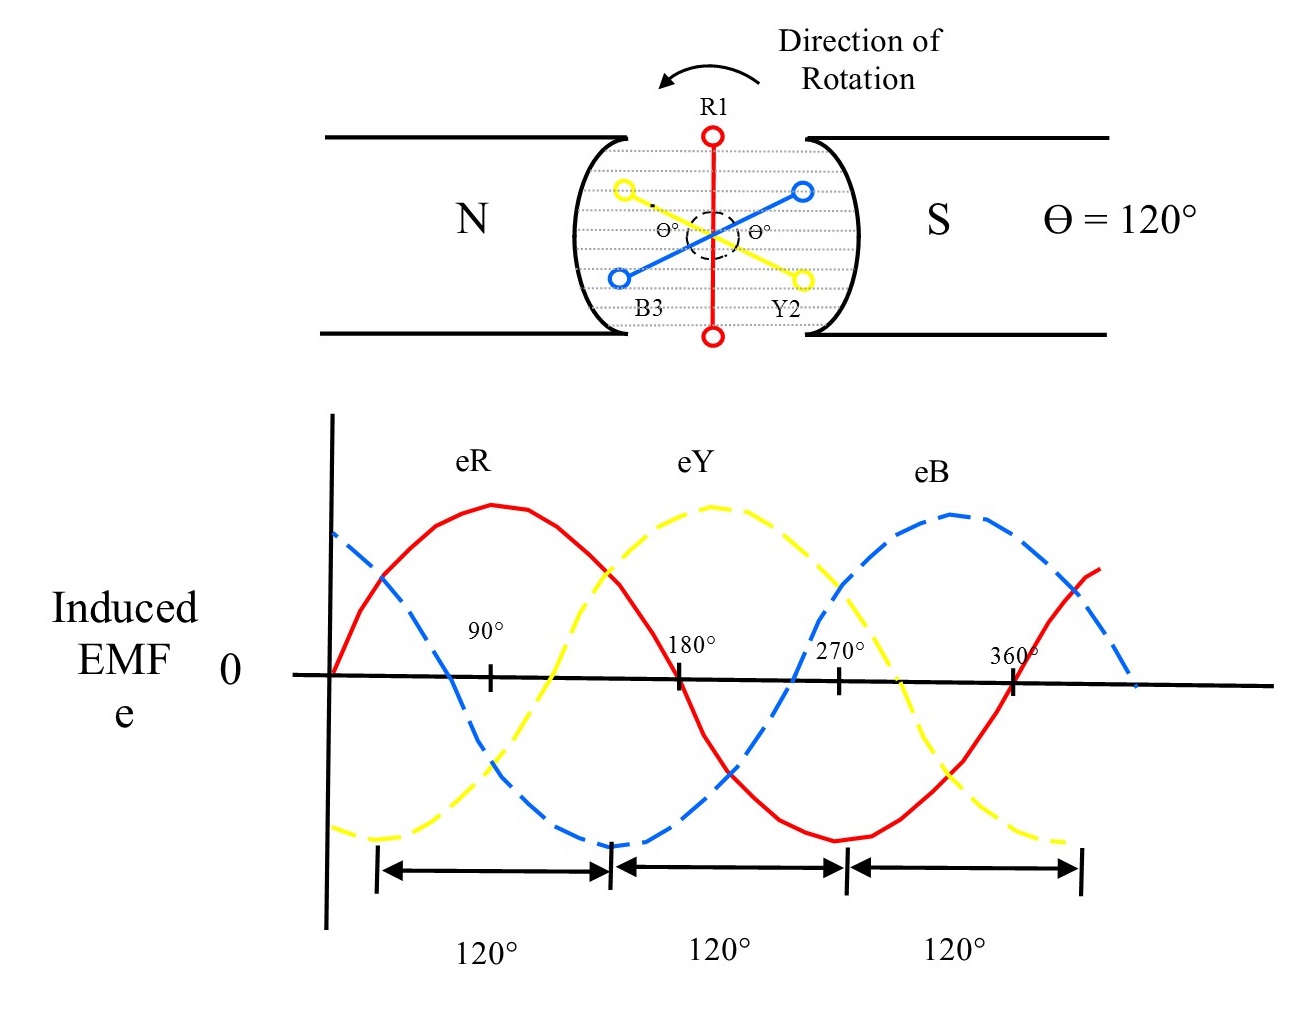 Direction of
Rotation
R1
N
S
Ө = 120°
Ө°
Ө°
B3
Y2
eR
eY
eB
Induced
EMF
e
0
90°
180°
270°
360°
120°
120°
120°